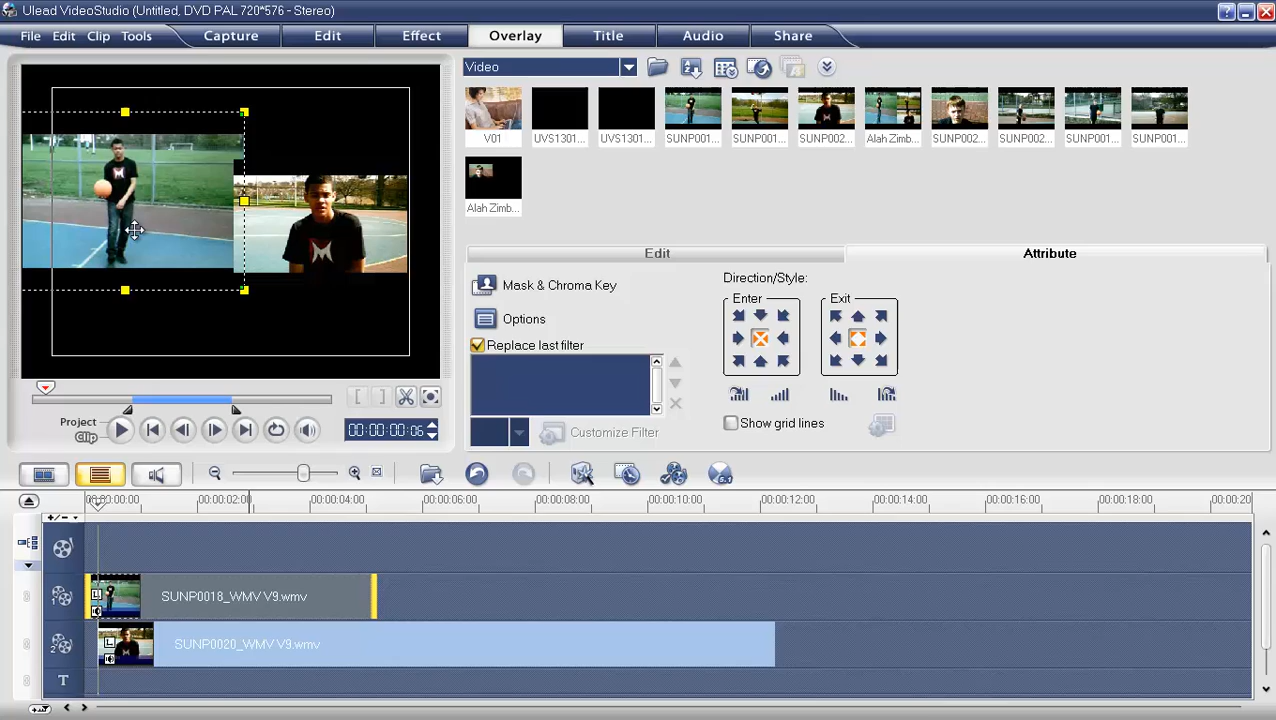 Ulead VideoStudio (Untitled, DVD PAL 720*576 - Stereo)
File Edit Clip Tools Capture Edit Effect Overlay Title Audio Share
Video
V01 UVS1301... UVS1301... SUNP00... SUNP001... SUNP002... Alah Zimb... SUNP002... SUNP002... SUNP001... SUNP001...
Alah Zimb...
Edit Attribute
Mask & Chroma Key
Options
Replace last filter
Customize Filter
Direction/Style:
Enter Exit
Show grid lines
Project
Clip
00:00:00:06
00:00:02:00 00:00:04:00 00:00:06:00 00:00:08:00 00:00:10:00 00:00:12:00 00:00:14:00 00:00:16:00 00:00:18:00 00:00:20
SUNP0018_WMV V9.wmv
SUNP0020_WMV V9.wmv
T